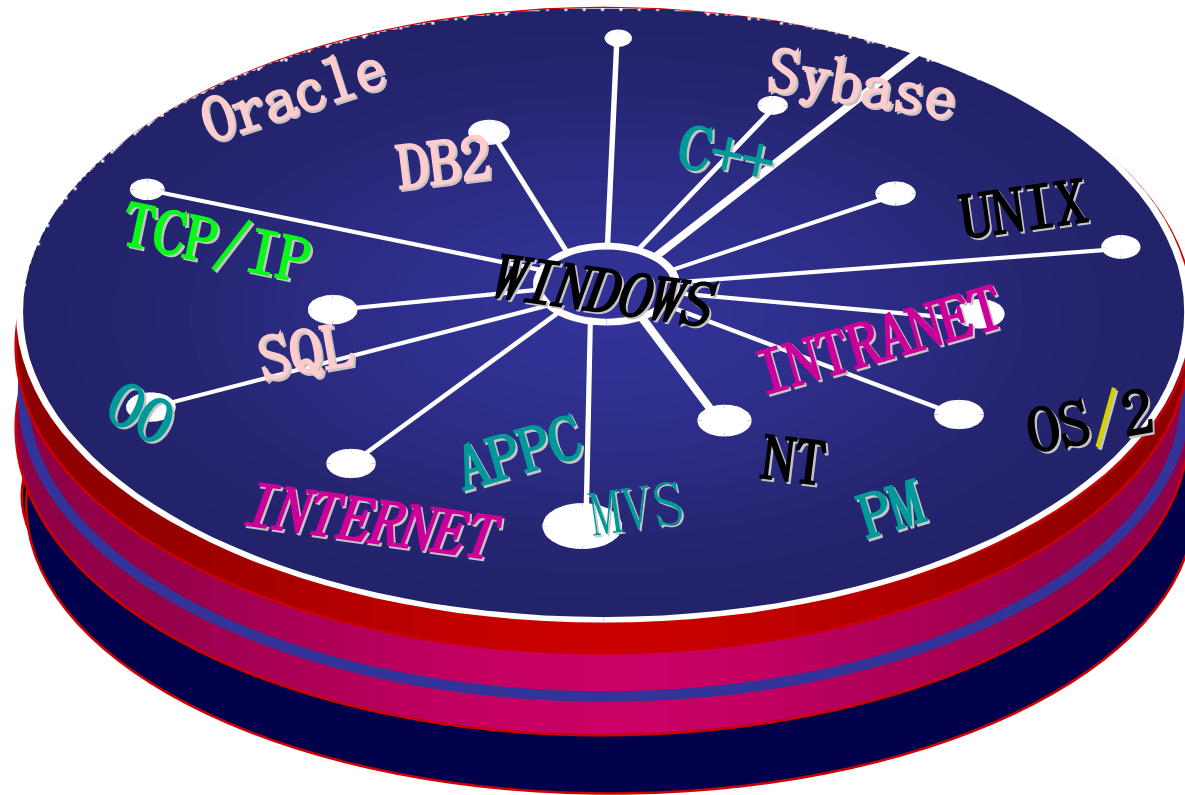 Oracle
Sybase
DB2
C++
TCP/IP
UNIX
WINDOWS
SQL
INTRANET
OO
OS/2
APPC
NT
INTERNET
MVS
PM